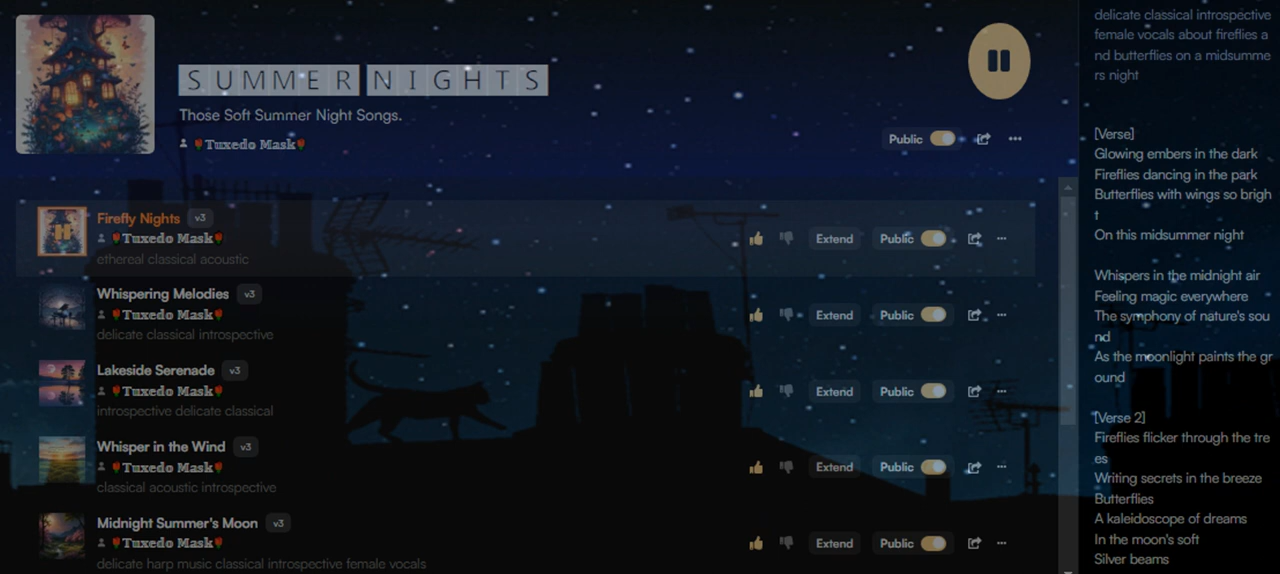 SUMMER NIGHTS
Those Soft Summer Night Songs.
🌹Tuxedo Mask🌹
Public
Firefly Nights v3
🌹Tuxedo Mask🌹
ethereal classical acoustic
Extend Public
Whispering Melodies v3
🌹Tuxedo Mask🌹
delicate classical introspective
Extend Public
Lakeside Serenade v3
🌹Tuxedo Mask🌹
introspective delicate classical
Extend Public
Whisper in the Wind v3
🌹Tuxedo Mask🌹
classical acoustic introspective
Extend Public
Midnight Summer's Moon v3
🌹Tuxedo Mask🌹
delicate harp music classical introspective female vocals
Extend Public
delicate classical introspective
female vocals about fireflies a
nd butterflies on a midsumme
rs night
[Verse]
Glowing embers in the dark
Fireflies dancing in the park
Butterflies with wings so brigh
t
On this midsummer night
Whispers in the midnight air
Feeling magic everywhere
The symphony of nature's sou
nd
As the moonlight paints the gr
ound
[Verse 2]
Fireflies flicker through the tre
es
Writing secrets in the breeze
Butterflies
A kaleidoscope of dreams
In the moon's soft
Silver beams